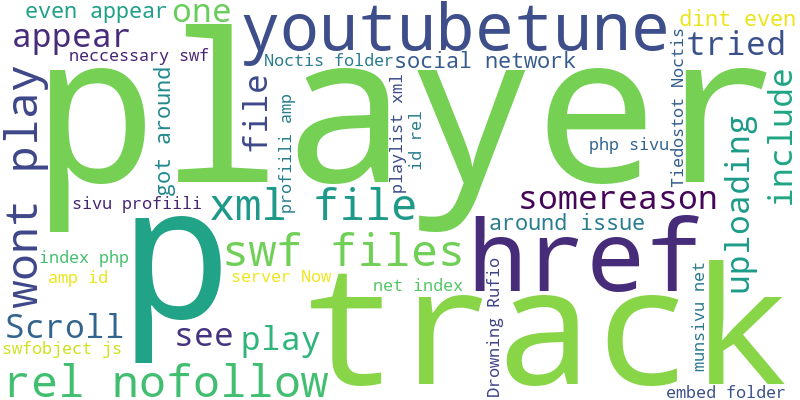 even appear
one
youtubetune
dint even
appear
neccessary swf
player
Noctis folder
social network
tried
wont play
got around
file
profiili amp
playlist xml
id rel
Tiedostot Noctis
include
php sivu
uploading
sivu profiili
xml file
somereason
p
around issue
href
swf files
index php
amp id
server Now
net index
track
Drowning Rufio
munsivu net
Scroll
see
play
swfobject js
rel nofollow
embed folder